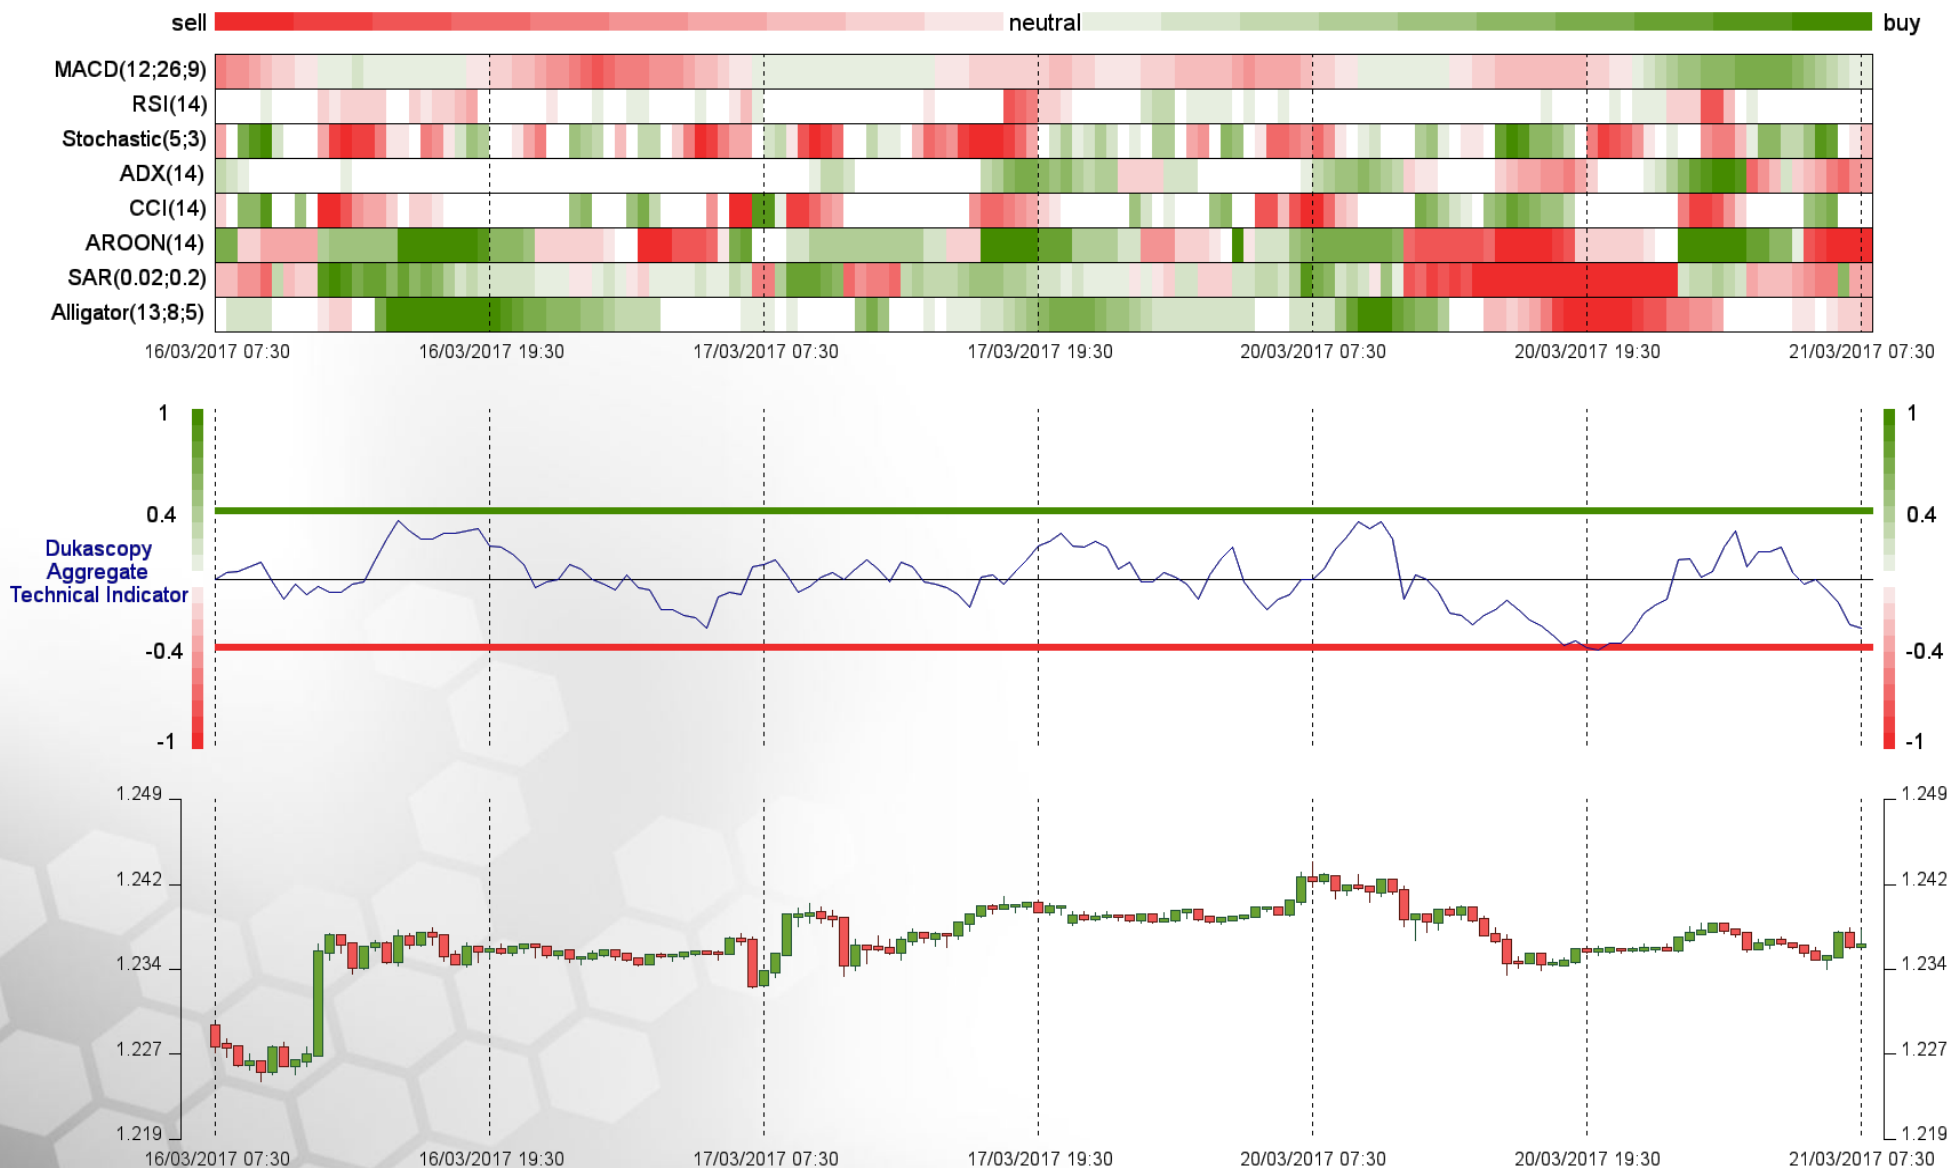 sell neutral buy
MACD(12;26;9)
RSI(14)
Stochastic(5;3)
ADX(14)
CCI(14)
AROON(14)
SAR(0.02;0.2)
Alligator(13;8;5)
16/03/2017 07:30 16/03/2017 19:30 17/03/2017 07:30 17/03/2017 19:30 20/03/2017 07:30 20/03/2017 19:30 21/03/2017 07:30
1 1
0.4 0.4
Dukascopy
Aggregate
Technical Indicator
-0.4 -0.4
-1 -1
1.249 1.249
1.242 1.242
1.234 1.234
1.227 1.227
1.219 1.219
16/03/2017 07:30 16/03/2017 19:30 17/03/2017 07:30 17/03/2017 19:30 20/03/2017 07:30 20/03/2017 19:30 21/03/2017 07:30